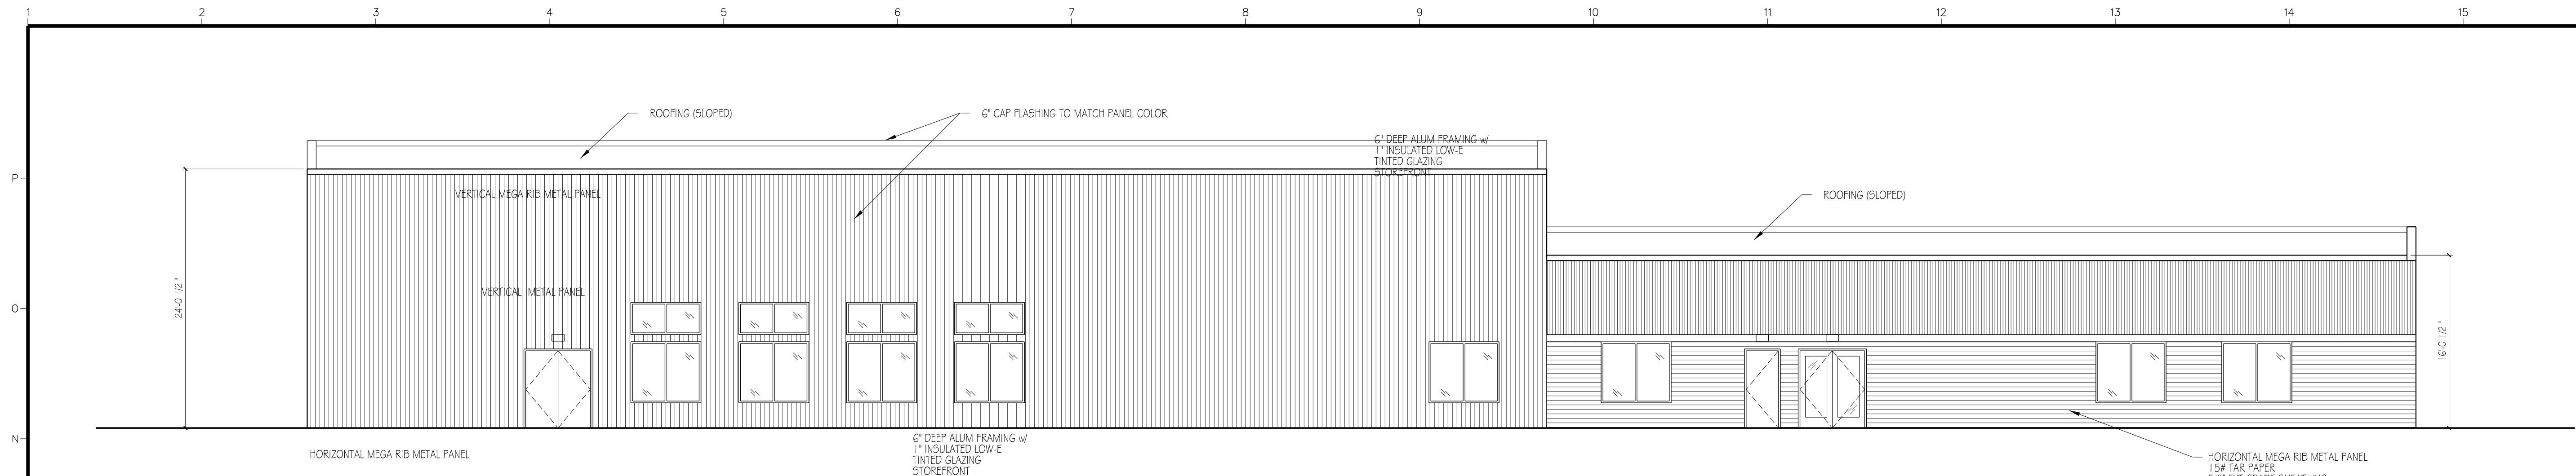 1 2 3 4 5 6 7 8 9 10 11 12 13 14 15
ROOFING (SLOPED)
6" CAP FLASHING TO MATCH PANEL COLOR
6" DEEP ALUM FRAMING w/
1" INSULATED LOW-E
TINTED GLAZING
STOREFRONT
P
VERTICAL MEGA RIB METAL PANEL
ROOFING (SLOPED)
24'-0 1/2"
VERTICAL METAL PANEL
O
16'-0 1/2"
N
HORIZONTAL MEGA RIB METAL PANEL
6" DEEP ALUM FRAMING w/
1" INSULATED LOW-E
TINTED GLAZING
STOREFRONT
HORIZONTAL MEGA RIB METAL PANEL
15# TAR PAPER